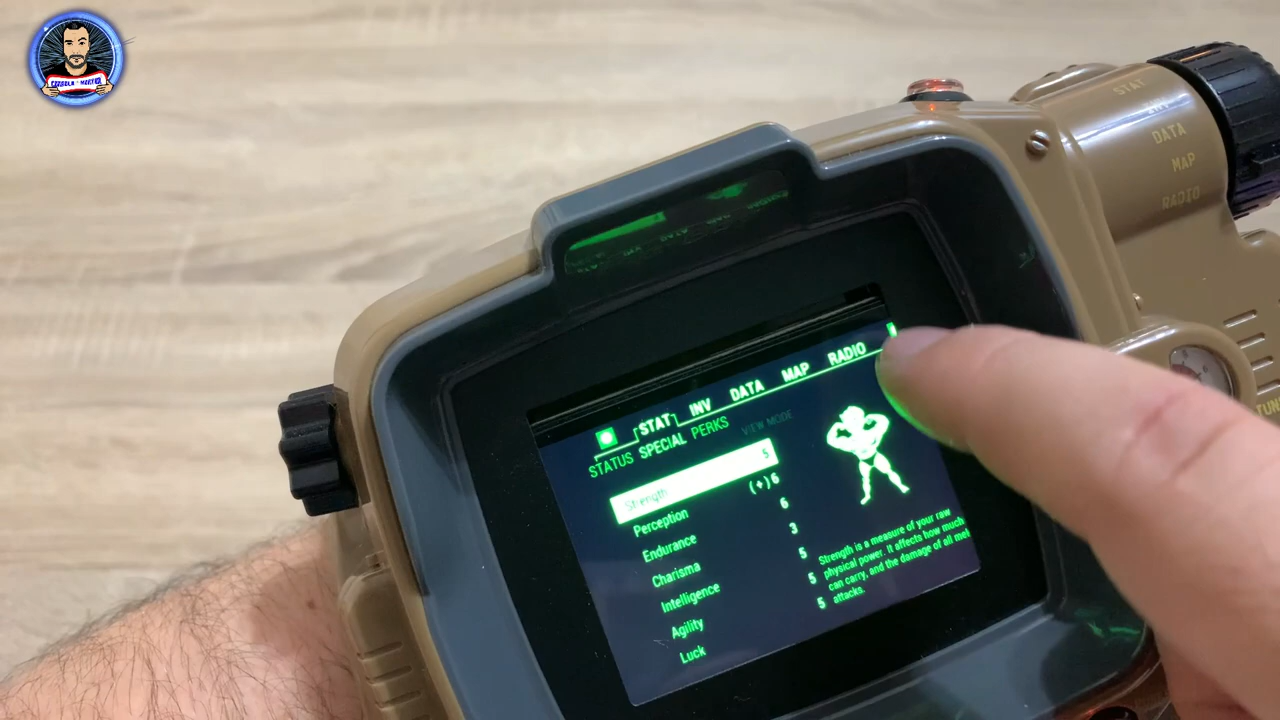 STAT
DATA
MAP
RADIO
STAT INV DATA MAP RADIO
STATUS SPECIAL PERKS VIEW MODE
Strength 5
Perception (+)6
Endurance 6
Charisma 3
Intelligence 5
Agility 5
Luck 5
Strength is a measure of your raw
physical power. It affects how much
can carry, and the damage of all
attacks.